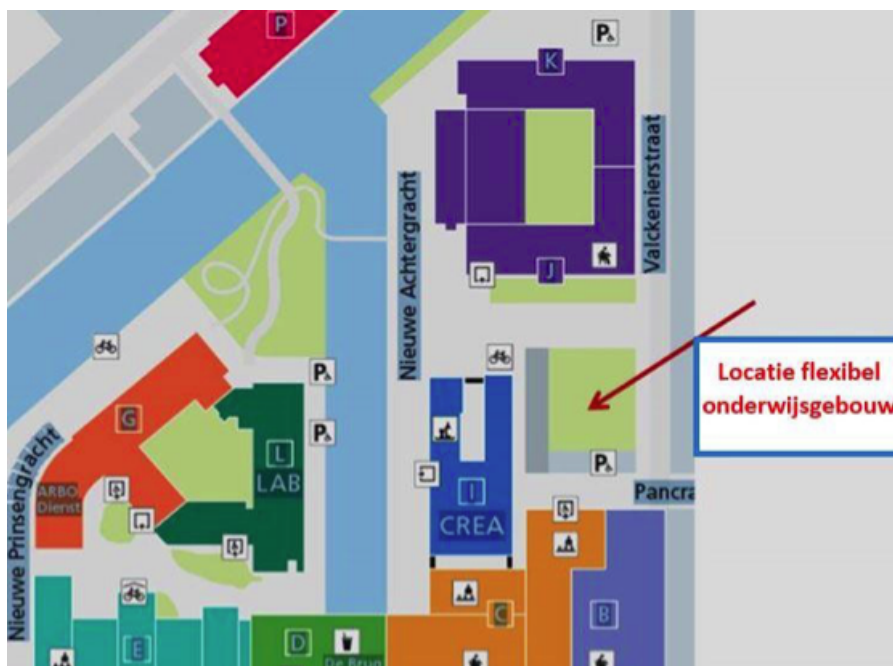 P
K
P
Nieuwe Achtergracht
Valckenierstraat
J
Locatie flexibel
onderwijsgebouw
P
G
P
L
LAB
Nieuwe Prinsengracht
ARBO
Dienst
I
CREA
P
Pancra
C
B
E
D
De Brug